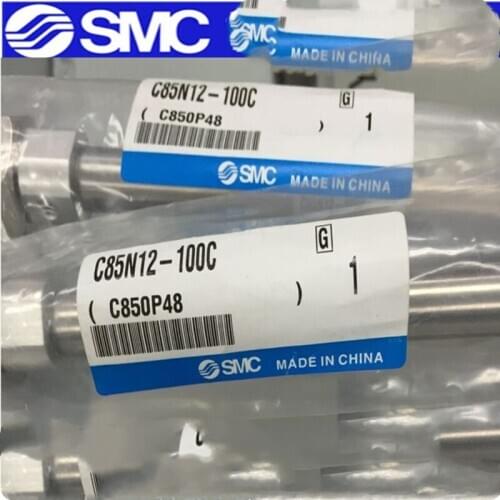 SMC
MADE IN CHINA
C85N12-100C
G
( C850P48 ) 1
SMC MADE IN CHINA
C85N12-100C
G
( C850P48 ) 1
SMC MADE IN CHINA